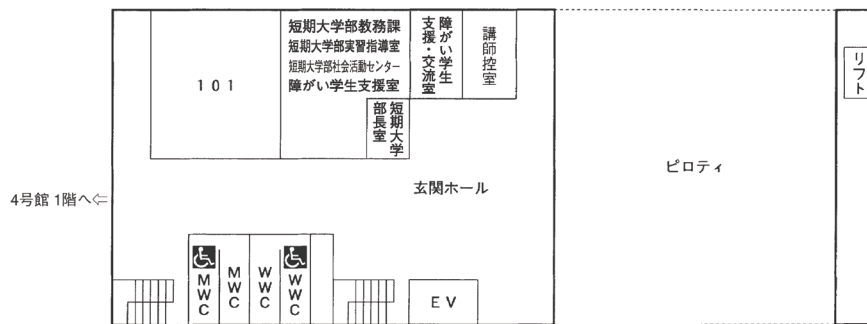 101
短期大学部教務課
短期大学部実習指導室
短期大学部社会活動センター
障がい学生支援室
障がい学生
支援・交流室
講師控室
短期大学
部長室
リフト
ピロティ
玄関ホール
4号館 1階へ⇦
MWC
MWC
WWC
WWC
EV